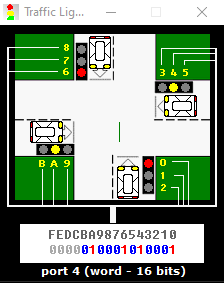 Traffic Lig...
8
7
6
3 4 5
B A 9
0
1
2
FEDCBA9876543210
0000010001010001
port 4 (word - 16 bits)